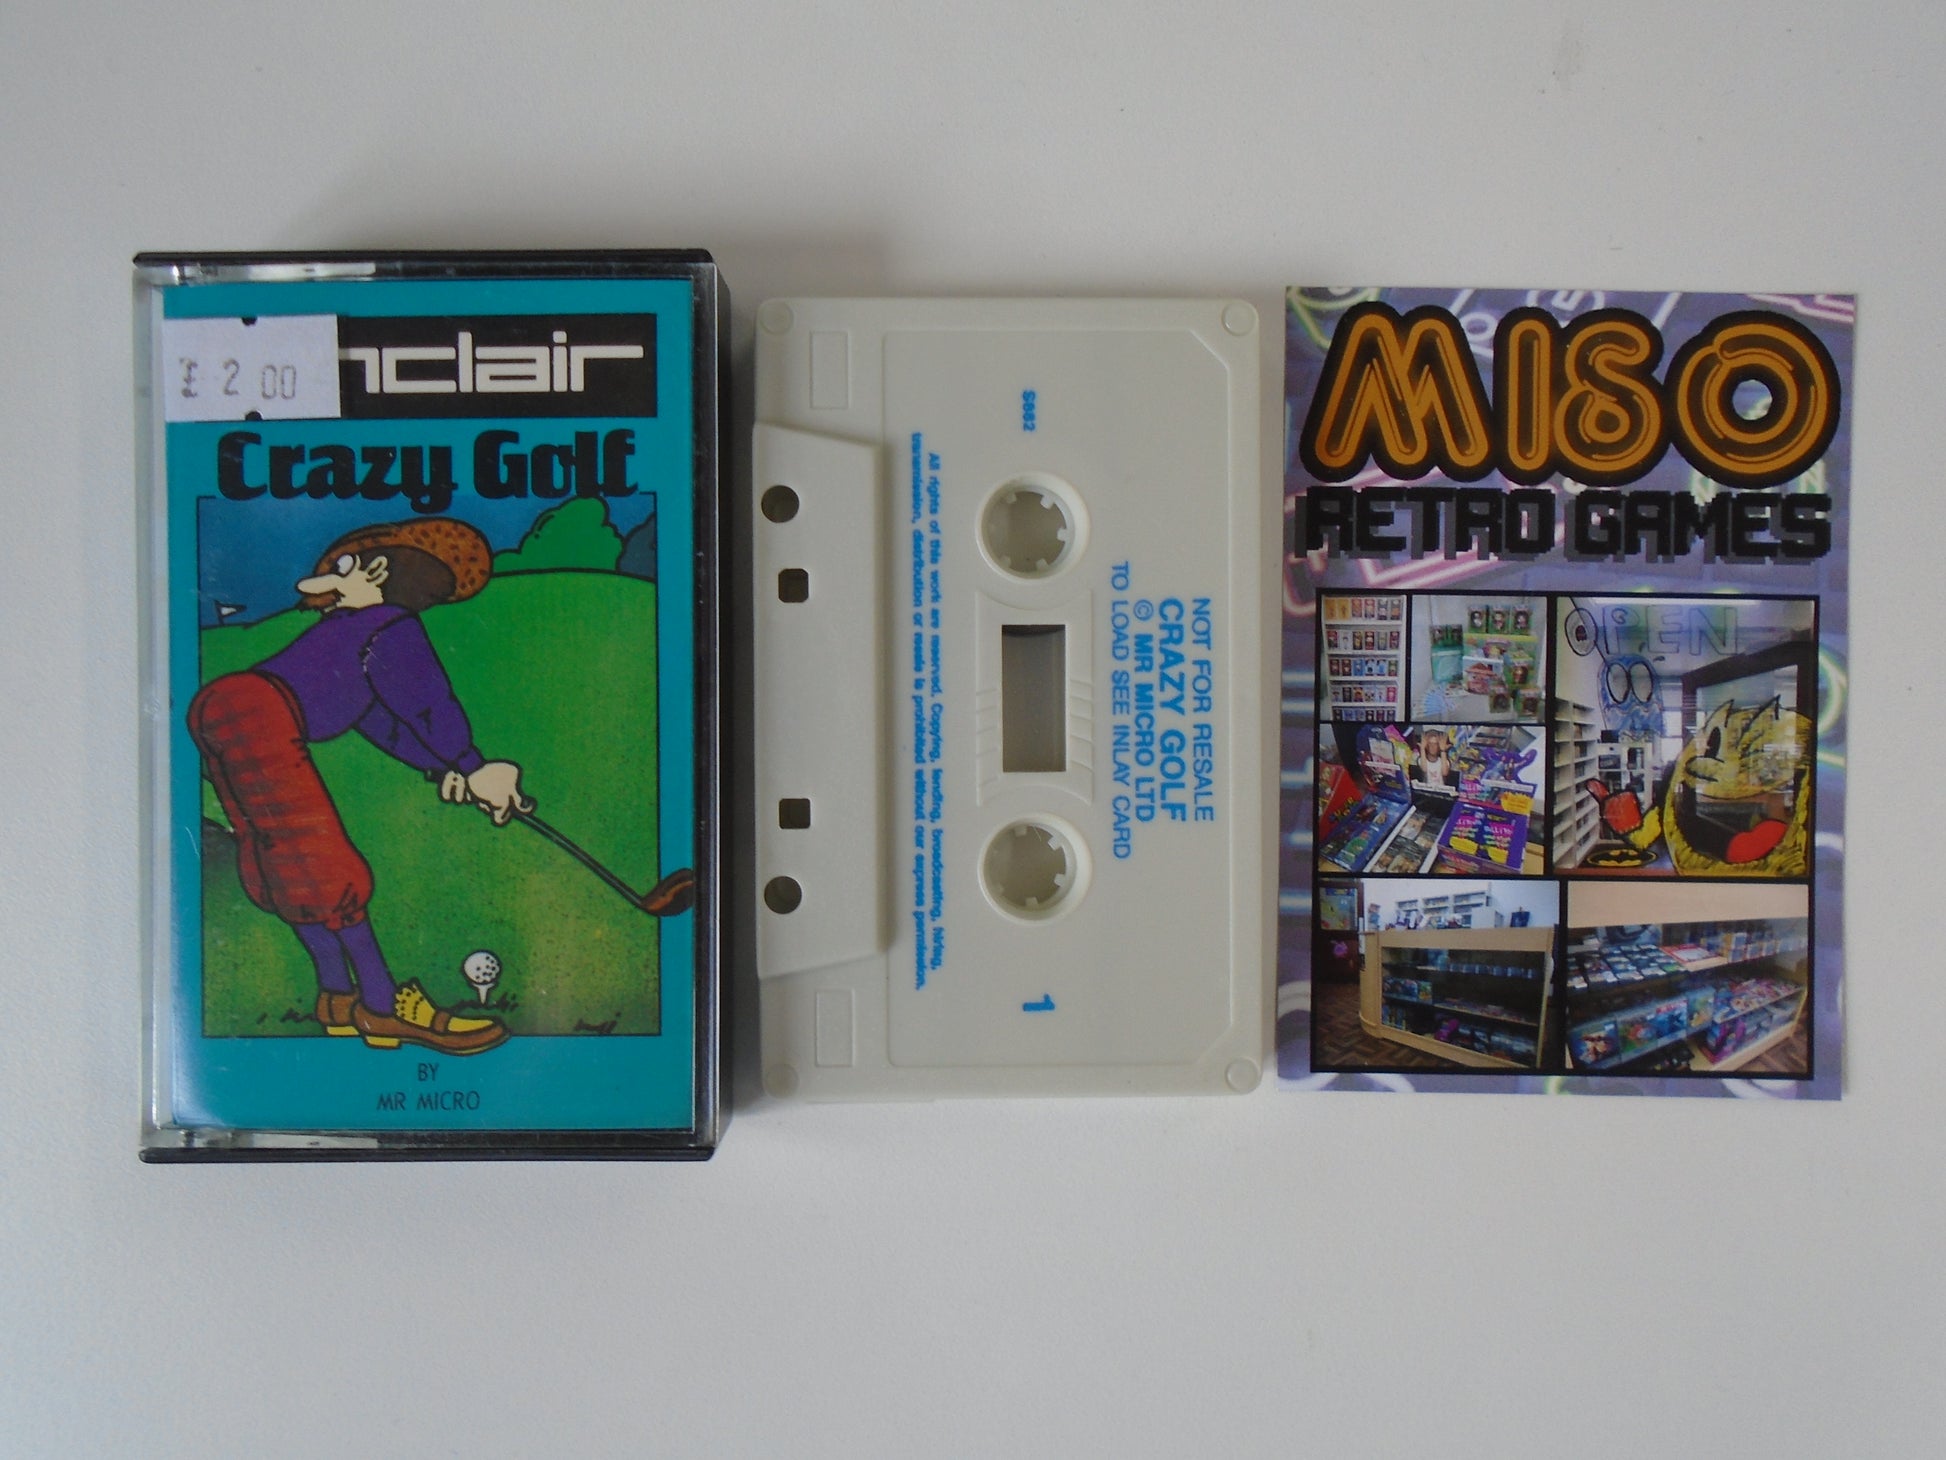 £ 2 00
nclair
Crazy Golf
BY
MR MICRO
NOT FOR RESALE
CRAZY GOLF
© MR MICRO LTD
TO LOAD SEE INLAY CARD
S882
1
All rights of this work are reserved. Copying, lending, broadcasting, hiring,
transmission, distribution or resale is prohibited without our express permission.
MISO
RETRO GAMES
OPEN